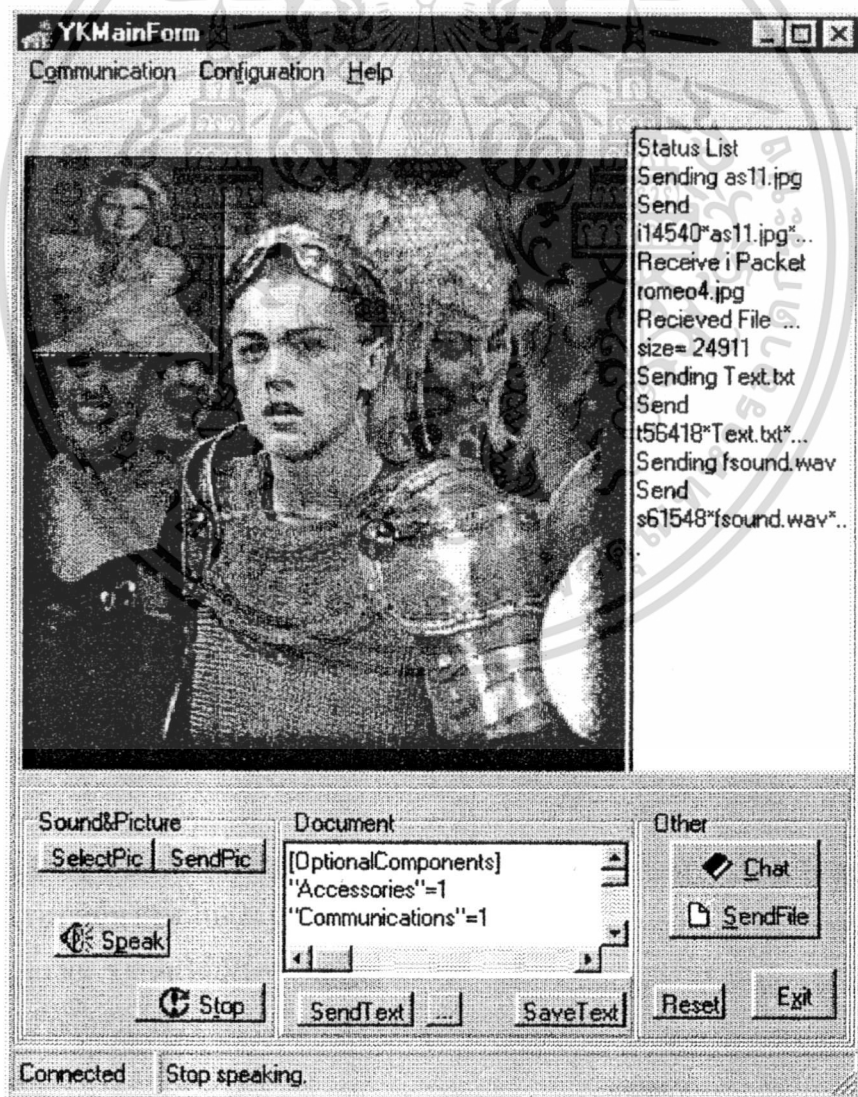 YKMainForm
Communication Configuration Help
Status List
Sending as11.jpg
Send
i14540*as11.jpg*...
Receive i Packet
romeo4.jpg
Recieved File ...
size= 24911
Sending Text.txt
Send
t56418*Text.txt*...
Sending fsound.wav
Send
s61548*fsound.wav*..
.
Sound&Picture
SelectPic SendPic
Speak
Stop
Document
[OptionalComponents]
"Accessories"=1
"Communications"=1
SendText ... SaveText
Other
Chat
SendFile
Reset Exit
Connected Stop speaking.